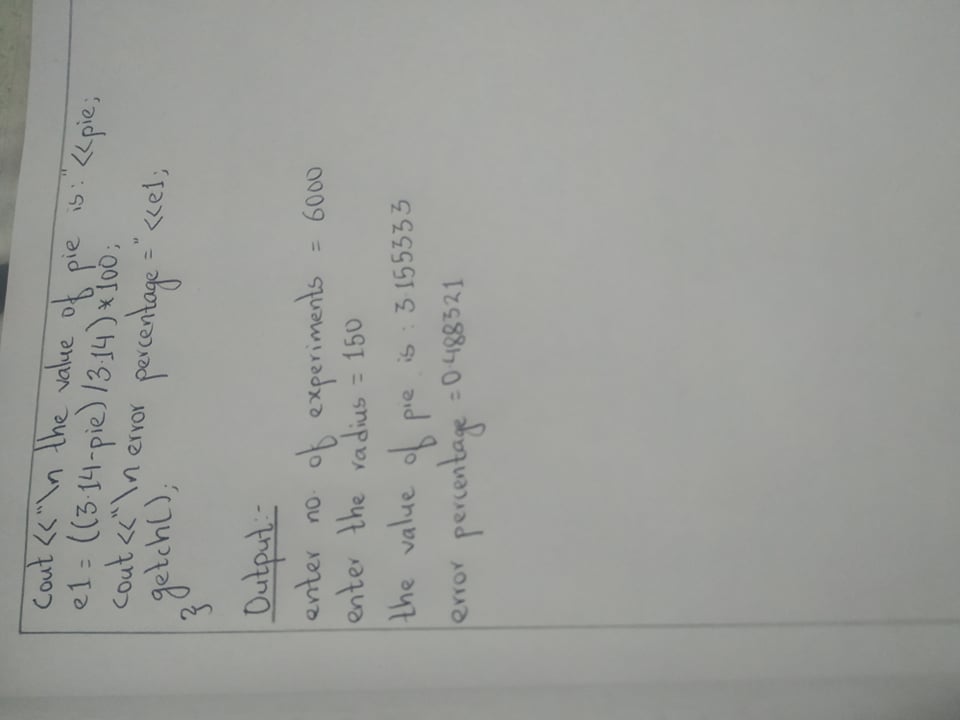 Cout <<"\n the value of pie is:"<<pie;
e1 = ((3.14-pie)/3.14)*100;
cout <<"\n error percentage ="<<e1;
getch();
}
Output:-
enter no. of experiments = 6000
enter the radius = 150
the value of pie is : 3.155333
error percentage = 0.488321